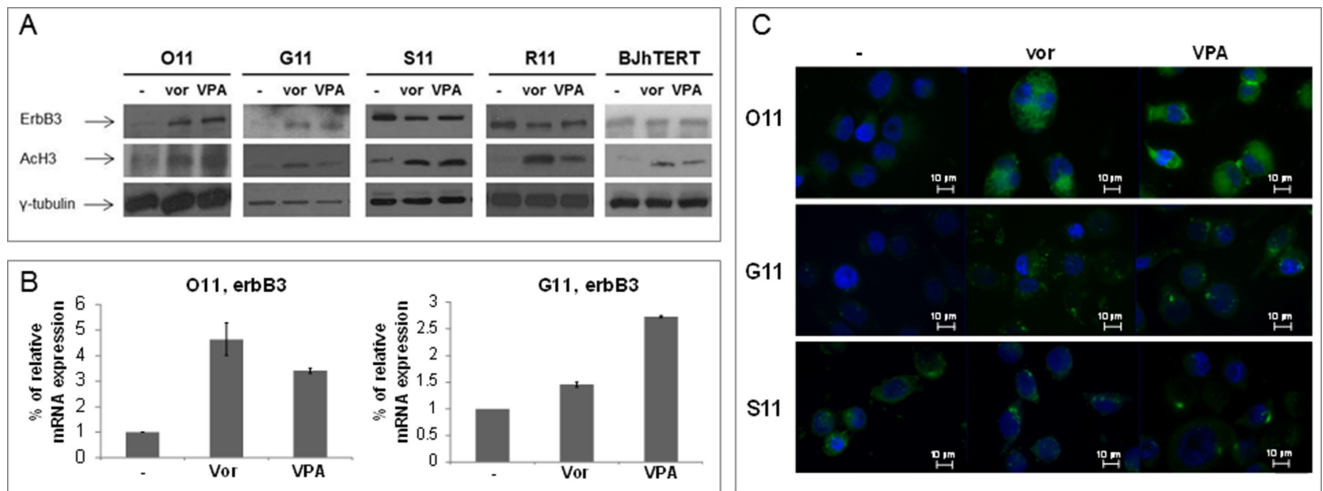 A
O11 G11 S11 R11 BJhTERT
- vor VPA - vor VPA - vor VPA - vor VPA - vor VPA
ErbB3
AcH3
γ-tubulin
B
O11, erbB3
% of relative
mRNA expression
6
5
4
3
2
1
0
- Vor VPA
G11, erbB3
% of relative
mRNA expression
3
2.5
2
1.5
1
0.5
0
- Vor VPA
C
- vor VPA
O11
10 µm 10 µm 10 µm
G11
10 µm 10 µm 10 µm
S11
10 µm 10 µm 10 µm